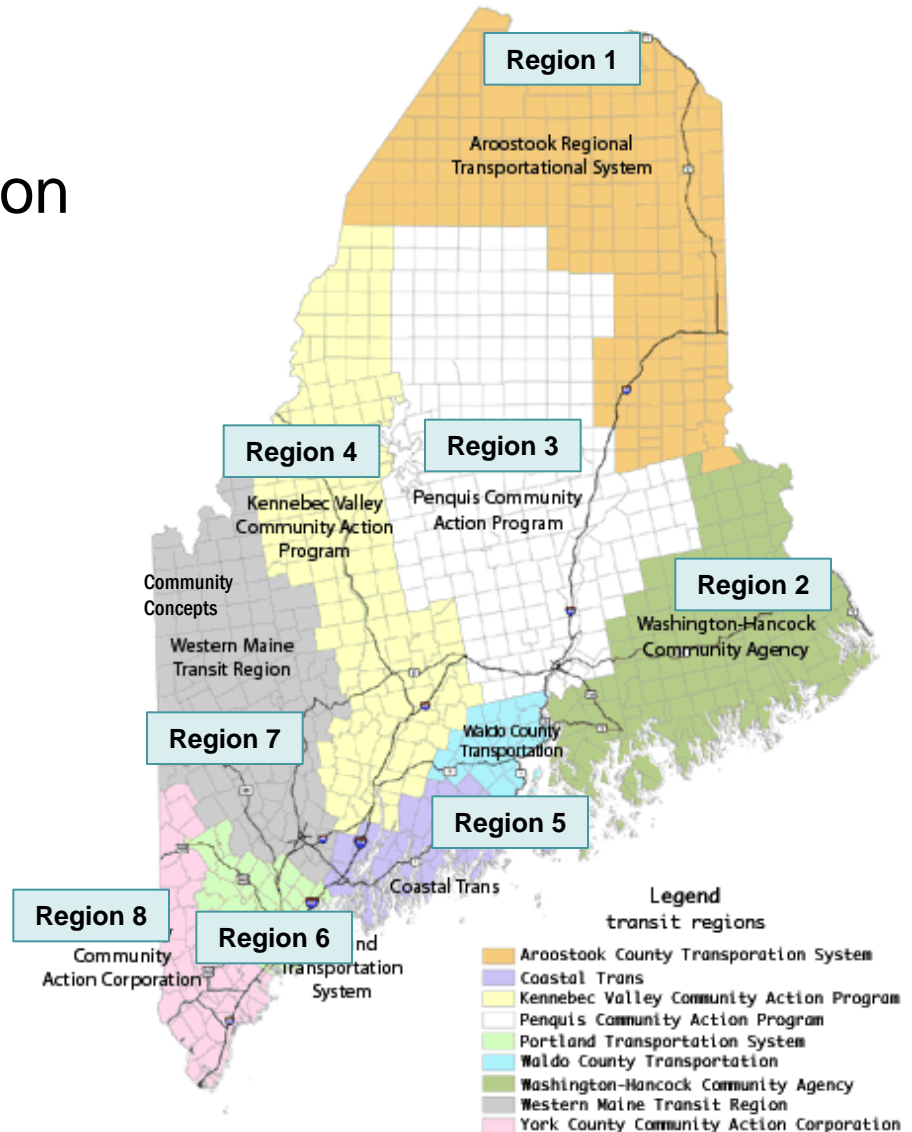 on
Region 1
Aroostook Regional
Transportational System
Region 4
Region 3
Kennebec Valley
Community Action
Program
Penquis Community
Action Program
Community
Concepts
Region 2
Washington-Hancock
Community Agency
Western Maine
Transit Region
Region 7
Waldo County
Transportation
Region 5
Coastal Trans
Region 8
Community
Action Corporation
Region 6
nd
Transportation
System
Legend
transit regions
Aroostook County Transporation System
Coastal Trans
Kennebec Valley Community Action Program
Penquis Community Action Program
Portland Transportation System
Waldo County Transportation
Washington-Hancock Community Agency
Western Maine Transit Region
York County Community Action Corporation